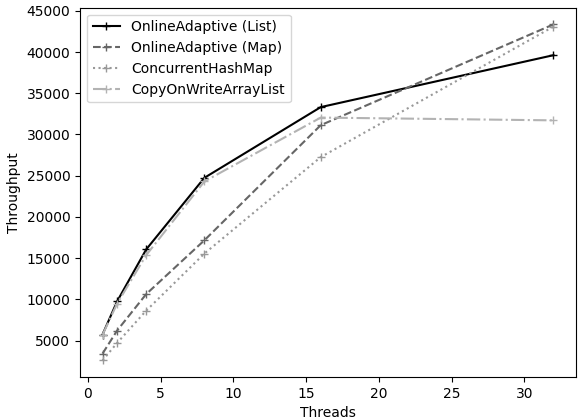 45000
40000
35000
30000
25000
20000
15000
10000
5000
Throughput
OnlineAdaptive (List)
OnlineAdaptive (Map)
ConcurrentHashMap
CopyOnWriteArrayList
0 5 10 15 20 25 30
Threads